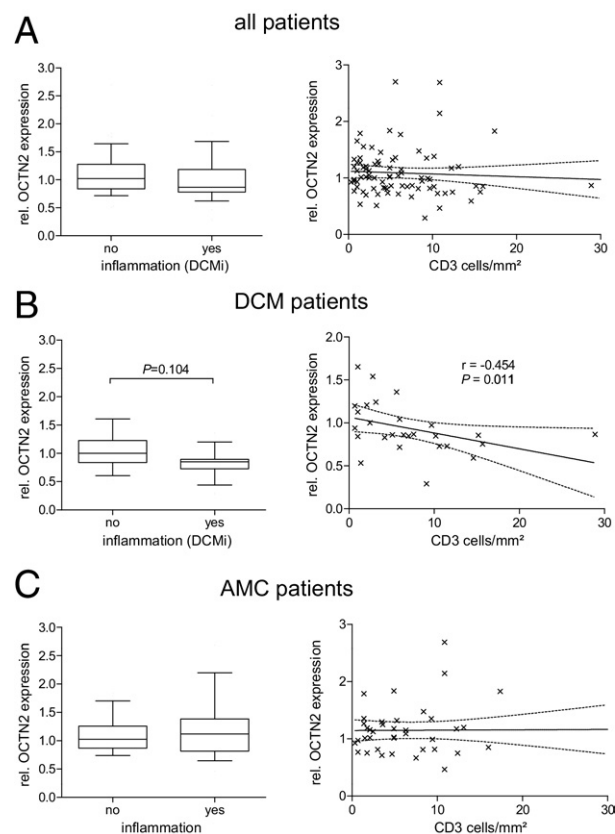 A
all patients
rel. OCTN2 expression
3.0
2.5
2.0
1.5
1.0
0.5
0.0
no yes
inflammation (DCMi)
rel. OCTN2 expression
3
2
1
0
0 10 20 30
CD3 cells/mm²
B
DCM patients
rel. OCTN2 expression
3.0
2.5
2.0
1.5
1.0
0.5
0.0
P=0.104
no yes
inflammation (DCMi)
rel. OCTN2 expression
2.0
1.5
1.0
0.5
0.0
r = -0.454
P = 0.011
0 10 20 30
CD3 cells/mm²
C
AMC patients
rel. OCTN2 expression
3.0
2.5
2.0
1.5
1.0
0.5
0.0
no yes
inflammation
rel. OCTN2 expression
3
2
1
0
0 10 20 30
CD3 cells/mm²